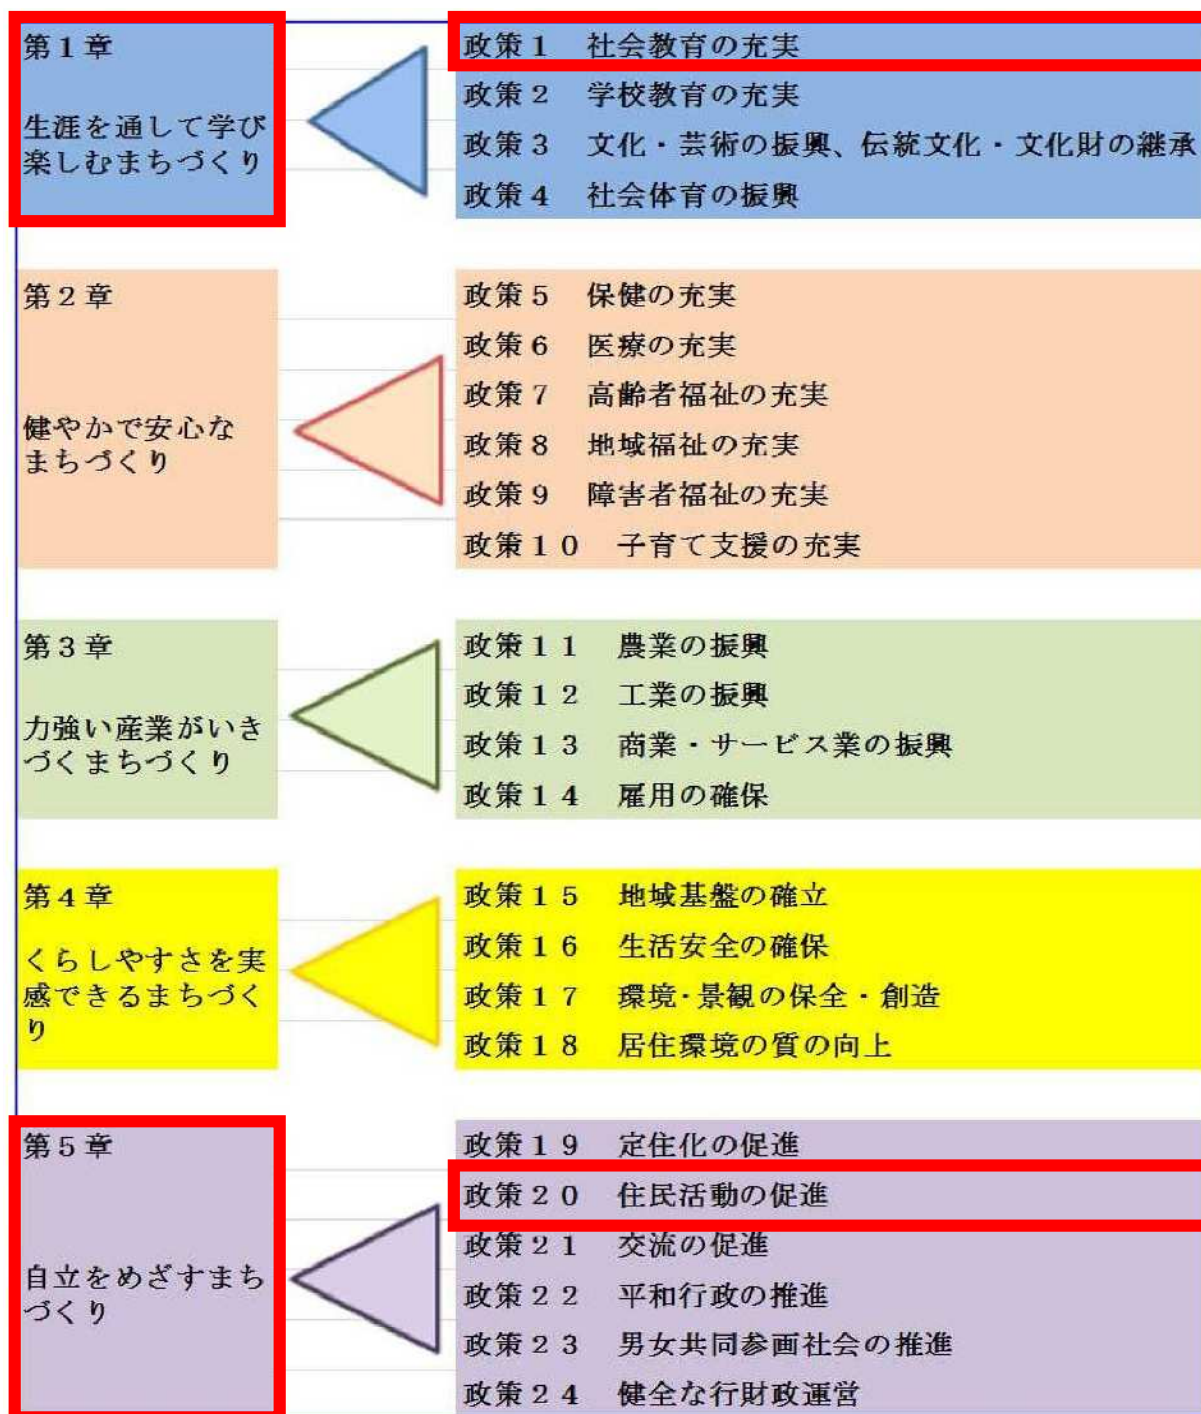 第１章
生涯を通して学び
楽しむまちづくり
政策１　社会教育の充実
政策２　学校教育の充実
政策３　文化・芸術の振興、伝統文化・文化財の継承
政策４　社会体育の振興
第２章
健やかで安心な
まちづくり
政策５　保健の充実
政策６　医療の充実
政策７　高齢者福祉の充実
政策８　地域福祉の充実
政策９　障害者福祉の充実
政策１０　子育て支援の充実
第３章
力強い産業がいき
づくまちづくり
政策１１　農業の振興
政策１２　工業の振興
政策１３　商業・サービス業の振興
政策１４　雇用の確保
第４章
くらしやすさを実
感できるまちづく
り
政策１５　地域基盤の確立
政策１６　生活安全の確保
政策１７　環境・景観の保全・創造
政策１８　居住環境の質の向上
第５章
自立をめざすまち
づくり
政策１９　定住化の促進
政策２０　住民活動の促進
政策２１　交流の促進
政策２２　平和行政の推進
政策２３　男女共同参画社会の推進
政策２４　健全な行財政運営